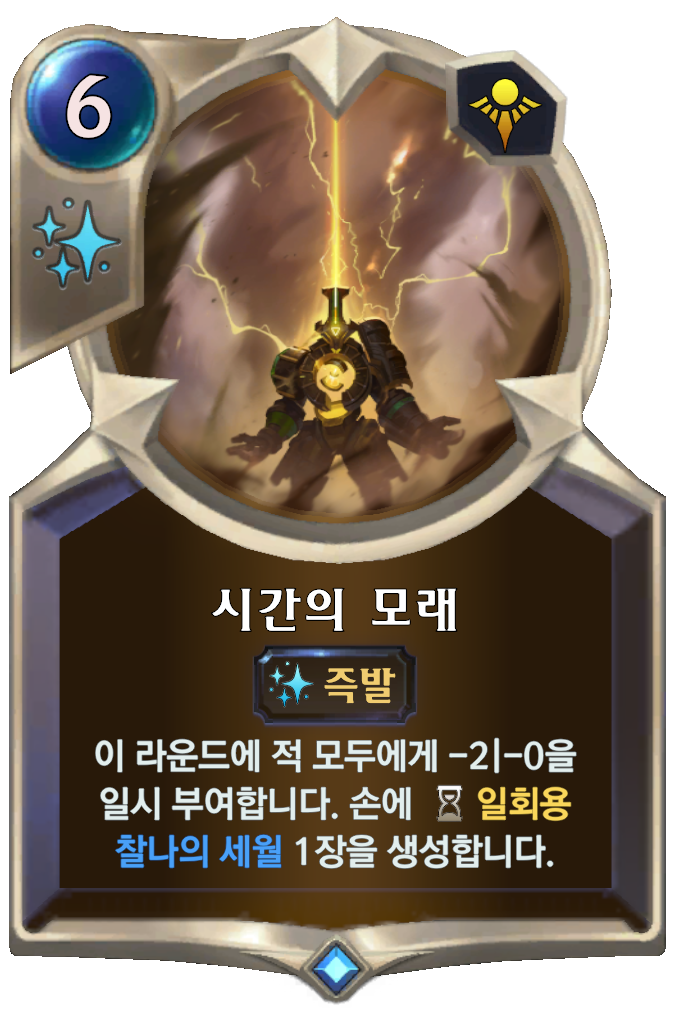 6
시간의 모래
즉발
이 라운드에 적 모두에게 -2|-0을
일시 부여합니다. 손에 일회용
찰나의 세월 1장을 생성합니다.